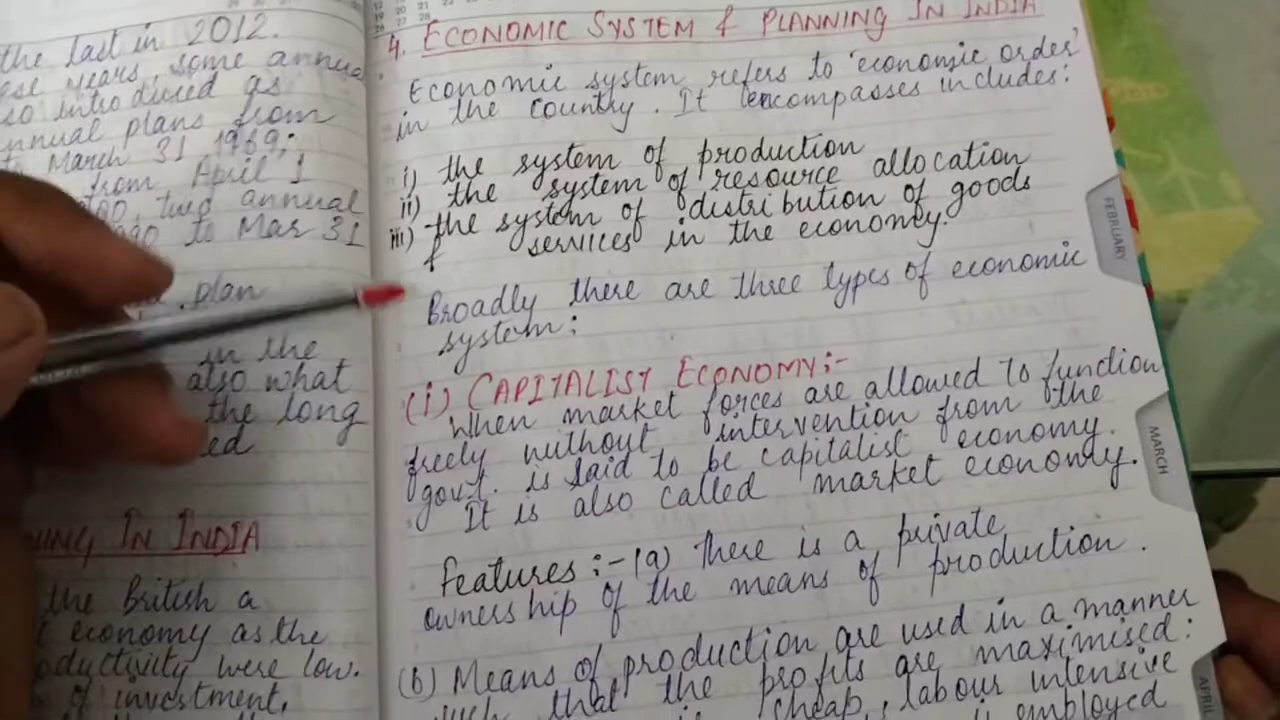 the last in 2012.
years, some annual
introduced as
annual plans from
March 31 1969;
from April 1
two annual
1990 to Mar 31
plan
in the
also what
the long
IN INDIA
the British a
economy as the
were low.
of investment,
4. ECONOMIC SYSTEM & PLANNING IN INDIA
Economic system refers to 'economic order'
in the country. It encompasses includes:
i) the system of production
ii) the system of resource allocation
iii) the system of distribution of goods
& services in the economy.
Broadly there are three types of economic
system:
(i) CAPITALIST ECONOMY:-
When market forces are allowed to function
freely without intervention from the
govt. is said to be capitalist economy.
It is also called market economy.
features:- (a) There is a private
ownership of the means of production.
(b) Means of production are used in a manner
such that the profits are maximised:
cheap, labour intensive
employed
FEBRUARY
MARCH
APRIL